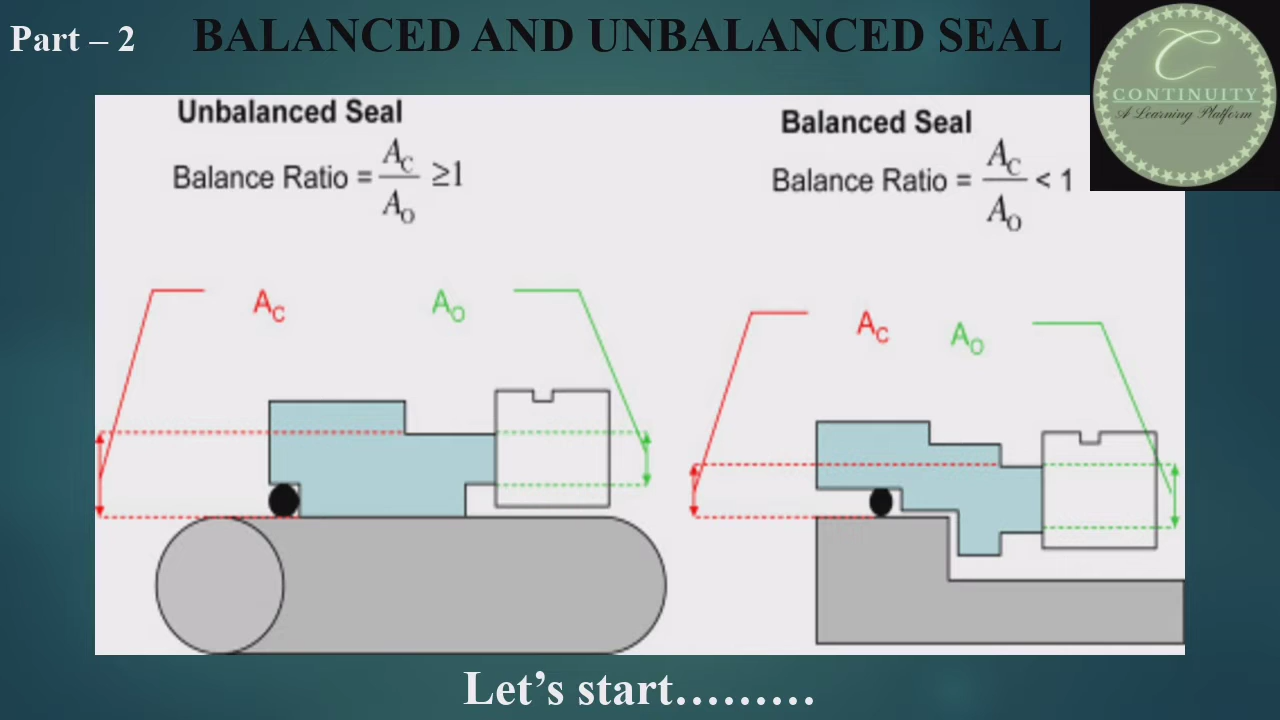 Part – 2
BALANCED AND UNBALANCED SEAL
C
CONTINUITY
A Learning Platform
Unbalanced Seal
Balance Ratio = A_C / A_O ≥1
Balanced Seal
Balance Ratio = A_C / A_O < 1
A_C
A_O
A_C
A_O
Let’s start………